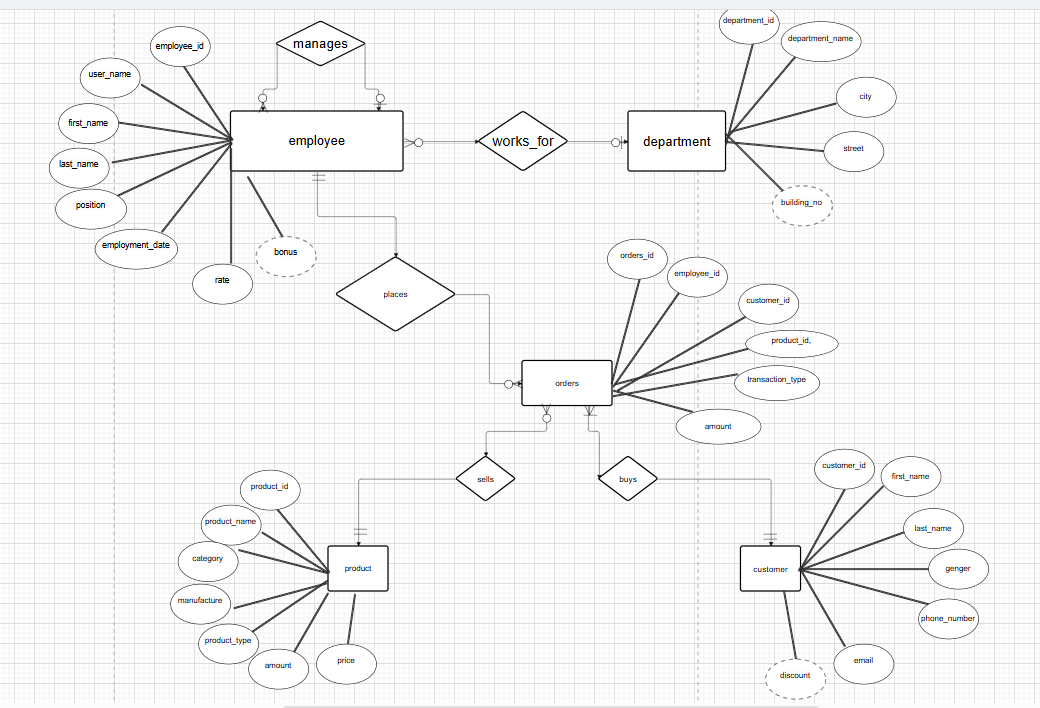 department_id
employee_id
manages
department_name
user_name
city
first_name
employee
works_for
department
street
last_name
position
building_no
employment_date
bonus
rate
orders_id
employee_id
places
customer_id
product_id,
orders
transaction_type
amount
customer_id
first_name
product_id
sells
buys
product_name
last_name
category
product
customer
genger
manufacture
phone_number
product_type
amount
price
email
discount